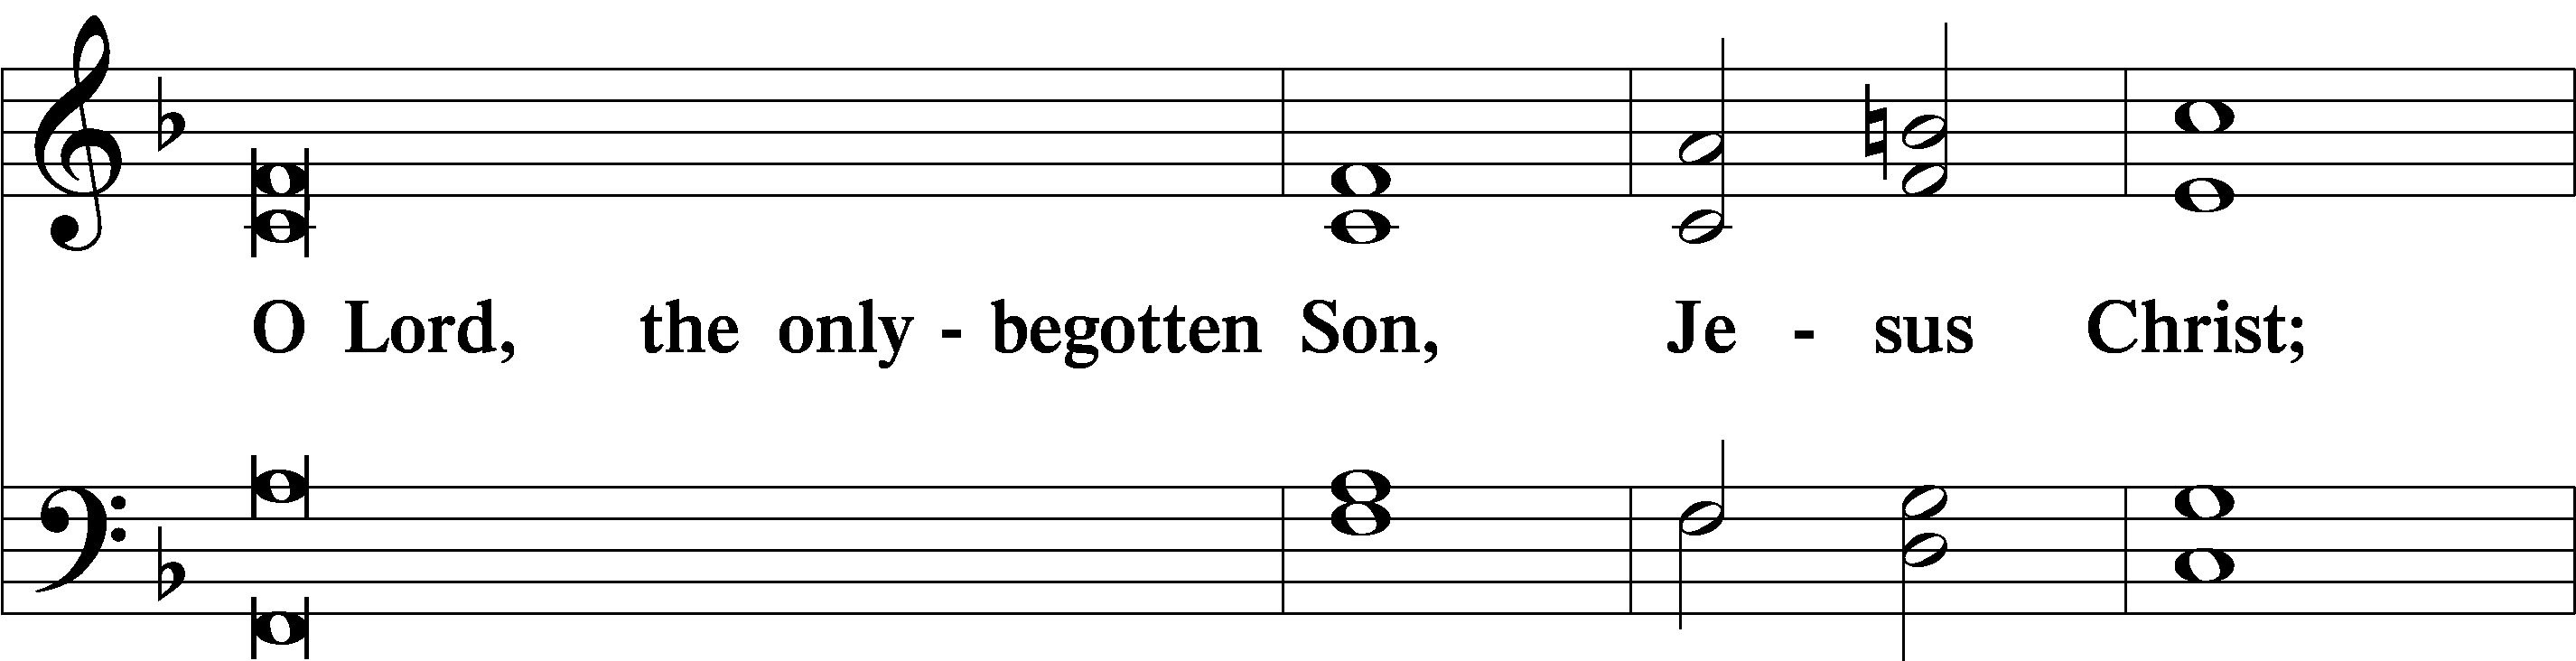 O Lord, the only - begotten Son, Je - sus Christ;